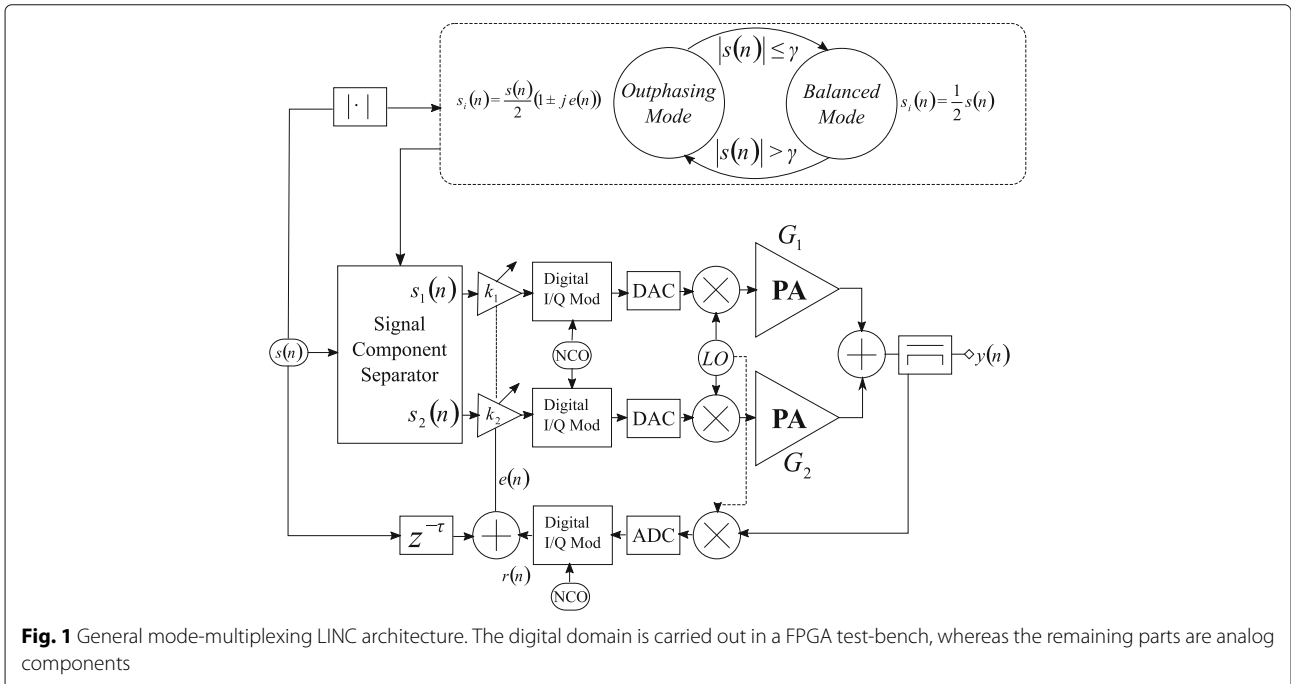 |s(n)| ≤ γ
s_i(n) = s(n)/2 (1 ± j e(n))
Outphasing
Mode
Balanced
Mode
s_i(n) = 1/2 s(n)
|s(n)| > γ
|·|
G_1
s_1(n)
k_1
Digital
I/Q Mod
DAC
PA
Signal
Component
Separator
s(n)
NCO
LO
y(n)
s_2(n)
k_2
Digital
I/Q Mod
DAC
PA
G_2
e(n)
z^{-τ}
r(n)
Digital
I/Q Mod
ADC
NCO
Fig. 1 General mode-multiplexing LINC architecture. The digital domain is carried out in a FPGA test-bench, whereas the remaining parts are analog
components